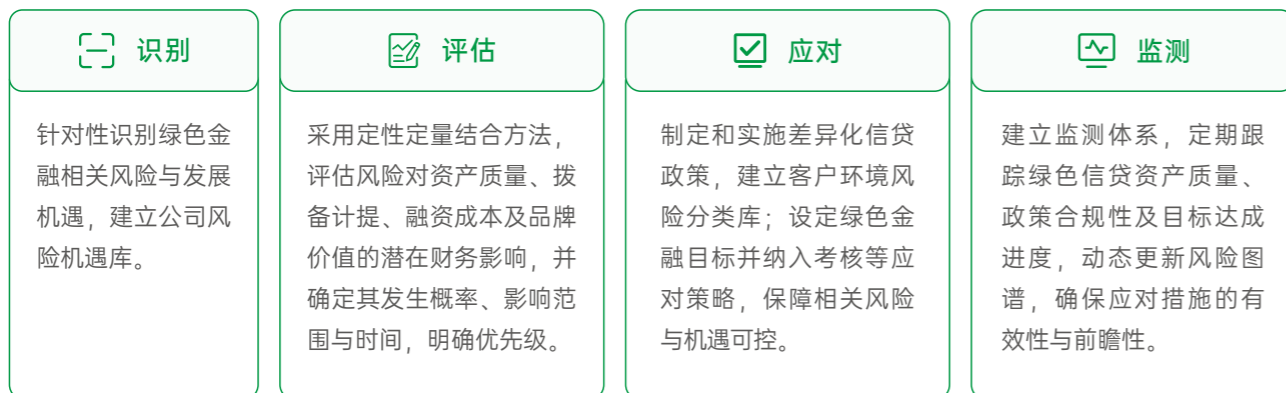 识别
针对性识别绿色金
融相关风险与发展
机遇，建立公司风
险机遇库。
评估
采用定性定量结合方法，
评估风险对资产质量、拨
备计提、融资成本及品牌
价值的潜在财务影响，并
确定其发生概率、影响范
围与时间，明确优先级。
应对
制定和实施差异化信贷
政策，建立客户环境风
险分类库；设定绿色金
融目标并纳入考核等应
对策略，保障相关风险
与机遇可控。
监测
建立监测体系，定期跟
踪绿色信贷资产质量、
政策合规性及目标达成
进度，动态更新风险图
谱，确保应对措施的有
效性与前瞻性。